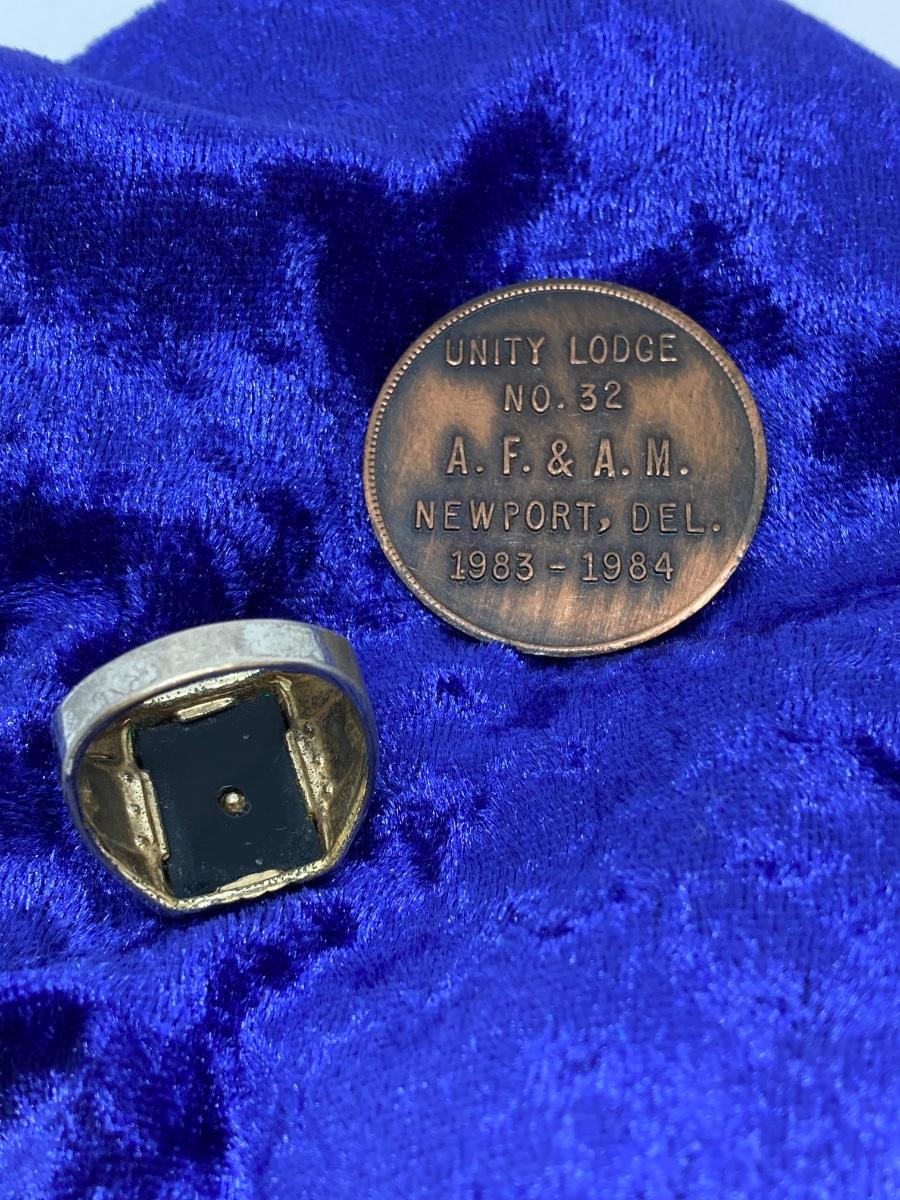 UNITY LODGE
NO. 32
A. F. & A. M.
NEWPORT, DEL.
1983 - 1984